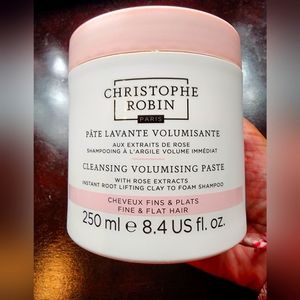 CHRISTOPHE
ROBIN
PARIS
PÂTE LAVANTE VOLUMISANTE
AUX EXTRAITS DE ROSE
SHAMPOOING À L'ARGILE VOLUME IMMÉDIAT
CLEANSING VOLUMISING PASTE
WITH ROSE EXTRACTS
INSTANT ROOT LIFTING CLAY TO FOAM SHAMPOO
CHEVEUX FINS & PLATS
FINE & FLAT HAIR
250 ml ℮ 8,4 US fl. oz.